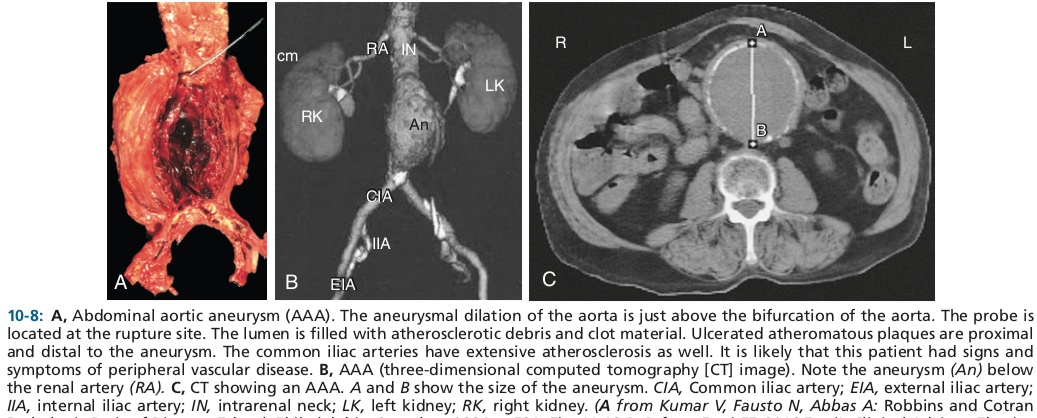 A
cm
RA
IN
RK
LK
An
CIA
IIA
EIA
B
R
L
A
B
C
10-8: A, Abdominal aortic aneurysm (AAA). The aneurysmal dilation of the aorta is just above the bifurcation of the aorta. The probe is
located at the rupture site. The lumen is filled with atherosclerotic debris and clot material. Ulcerated atheromatous plaques are proximal
and distal to the aneurysm. The common iliac arteries have extensive atherosclerosis as well. It is likely that this patient had signs and
symptoms of peripheral vascular disease. B, AAA (three-dimensional computed tomography [CT] image). Note the aneurysm (An) below
the renal artery (RA). C, CT showing an AAA. A and B show the size of the aneurysm. CIA, Common iliac artery; EIA, external iliac artery;
IIA, internal iliac artery; IN, intrarenal neck; LK, left kidney; RK, right kidney. (A from Kumar V, Fausto N, Abbas A: Robbins and Cotran